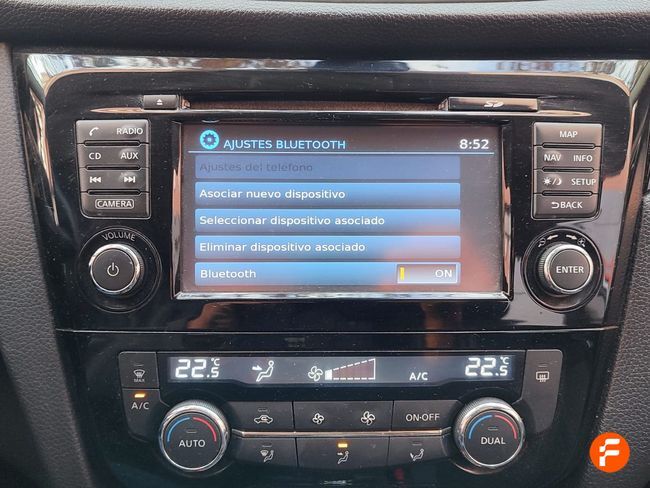 SD
RADIO
CD AUX
CAMERA
VOLUME
AJUSTES BLUETOOTH 8:52
Ajustes del teléfono
Asociar nuevo dispositivo
Seleccionar dispositivo asociado
Eliminar dispositivo asociado
Bluetooth ON
MAP
NAV INFO
SETUP
BACK
ENTER
22.5°C A/C 22.5°C
MAX
A/C
AUTO
ON·OFF
DUAL